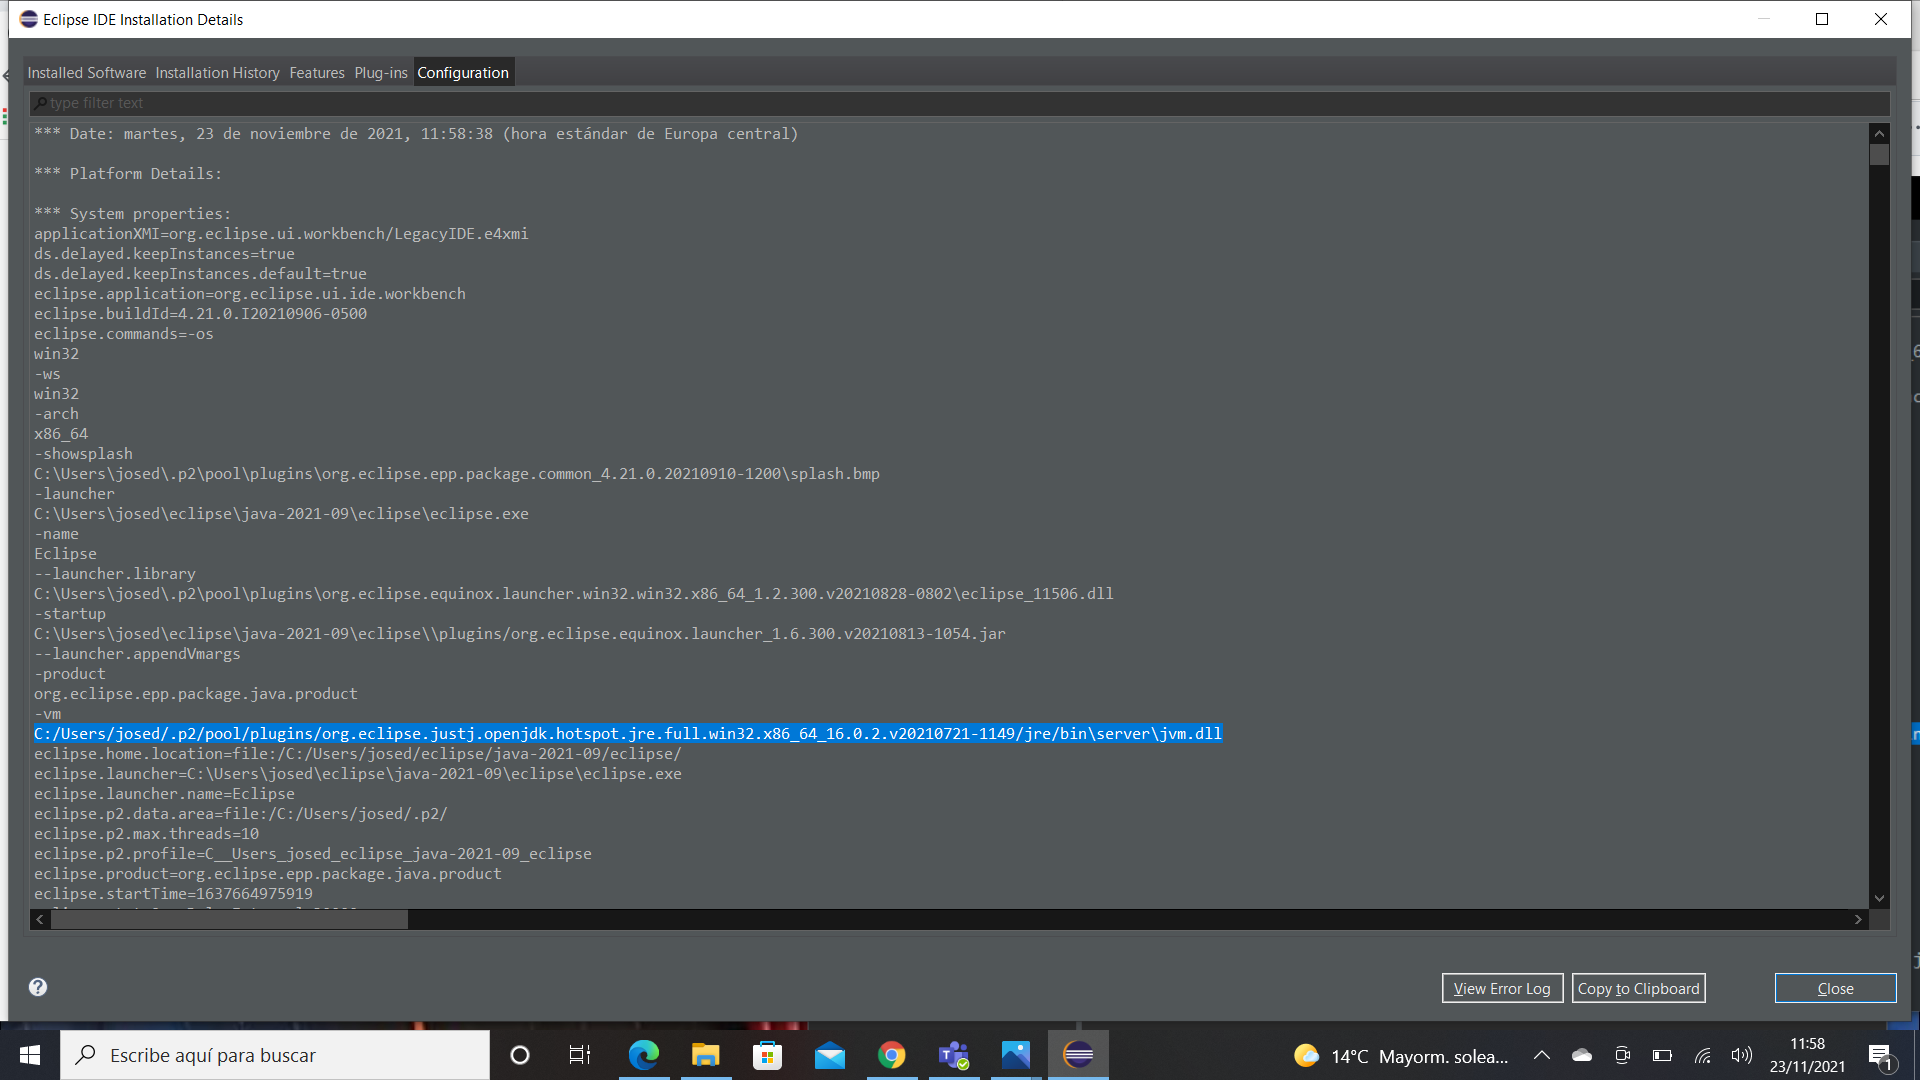 Eclipse IDE Installation Details
Installed Software Installation History Features Plug-ins Configuration
type filter text
*** Date: martes, 23 de noviembre de 2021, 11:58:38 (hora estándar de Europa central)
*** Platform Details:
*** System properties:
applicationXMI=org.eclipse.ui.workbench/LegacyIDE.e4xmi
ds.delayed.keepInstances=true
ds.delayed.keepInstances.default=true
eclipse.application=org.eclipse.ui.ide.workbench
eclipse.buildId=4.21.0.I20210906-0500
eclipse.commands=-os
win32
-ws
win32
-arch
x86_64
-showsplash
C:\Users\josed\.p2\pool\plugins\org.eclipse.epp.package.common_4.21.0.20210910-1200\splash.bmp
-launcher
C:\Users\josed\eclipse\java-2021-09\eclipse\eclipse.exe
-name
Eclipse
--launcher.library
C:\Users\josed\.p2\pool\plugins\org.eclipse.equinox.launcher.win32.win32.x86_64_1.2.300.v20210828-0802\eclipse_11506.dll
-startup
C:\Users\josed\eclipse\java-2021-09\eclipse\\plugins/org.eclipse.equinox.launcher_1.6.300.v20210813-1054.jar
--launcher.appendVmargs
-product
org.eclipse.epp.package.java.product
-vm
C:/Users/josed/.p2/pool/plugins/org.eclipse.justj.openjdk.hotspot.jre.full.win32.x86_64_16.0.2.v20210721-1149/jre/bin\server\jvm.dll
eclipse.home.location=file:/C:/Users/josed/eclipse/java-2021-09/eclipse/
eclipse.launcher=C:\Users\josed\eclipse\java-2021-09\eclipse\eclipse.exe
eclipse.launcher.name=Eclipse
eclipse.p2.data.area=file:/C:/Users/josed/.p2/
eclipse.p2.max.threads=10
eclipse.p2.profile=C__Users_josed_eclipse_java-2021-09_eclipse
eclipse.product=org.eclipse.epp.package.java.product
eclipse.startTime=1637664975919
View Error Log Copy to Clipboard Close
Escribe aquí para buscar
14°C Mayorm. solea...
11:58
23/11/2021
1